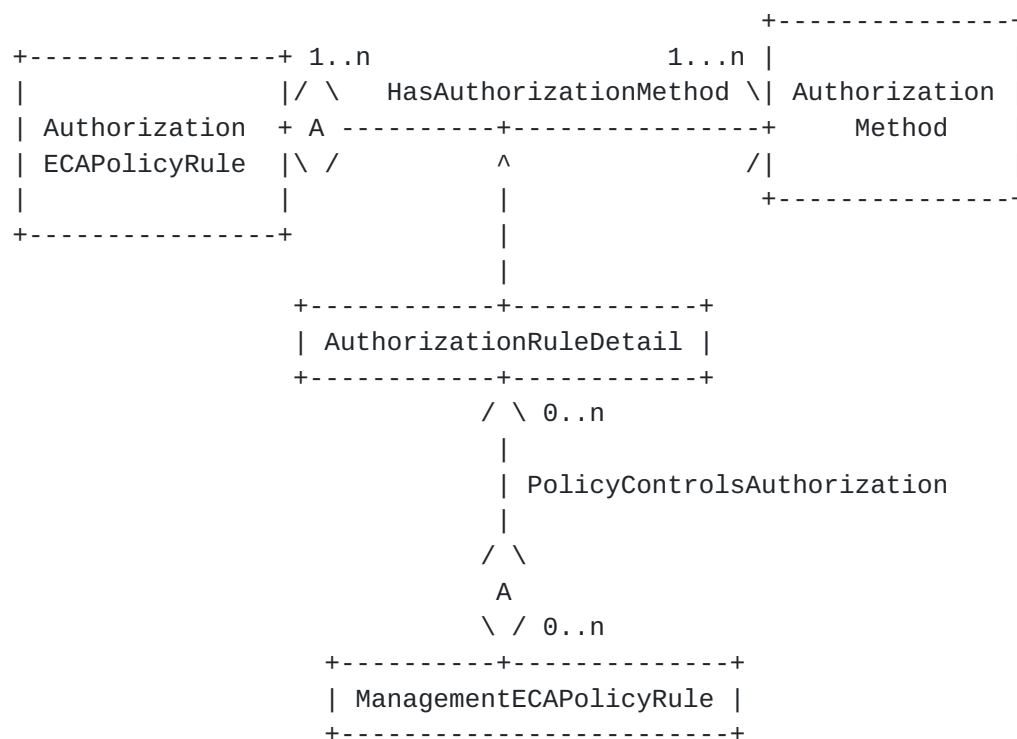 +---------------+
+----------------+ 1..n                   1...n |
|                |/ \   HasAuthorizationMethod \| Authorization
| Authorization  + A ----------+----------------+     Method
| ECAPolicyRule  |\ /          ^               /|
|                |             |                +---------------+
+----------------+             |
                               |
                  +------------+------------+
                  | AuthorizationRuleDetail |
                  +------------+------------+
                              / \ 0..n
                               |
                               | PolicyControlsAuthorization
                               |
                              / \
                               A
                              \ / 0..n
                    +----------+--------------+
                    | ManagementECAPolicyRule |
                    +-------------------------+